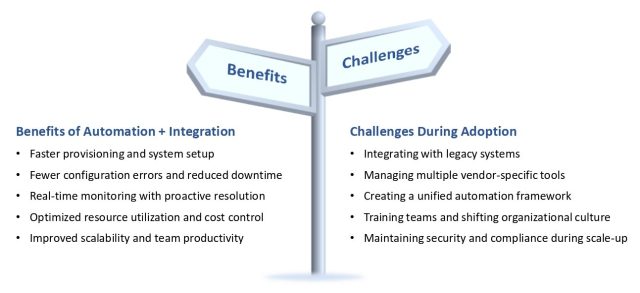 Benefits
Challenges
Benefits of Automation + Integration
• Faster provisioning and system setup
• Fewer configuration errors and reduced downtime
• Real-time monitoring with proactive resolution
• Optimized resource utilization and cost control
• Improved scalability and team productivity
Challenges During Adoption
• Integrating with legacy systems
• Managing multiple vendor-specific tools
• Creating a unified automation framework
• Training teams and shifting organizational culture
• Maintaining security and compliance during scale-up